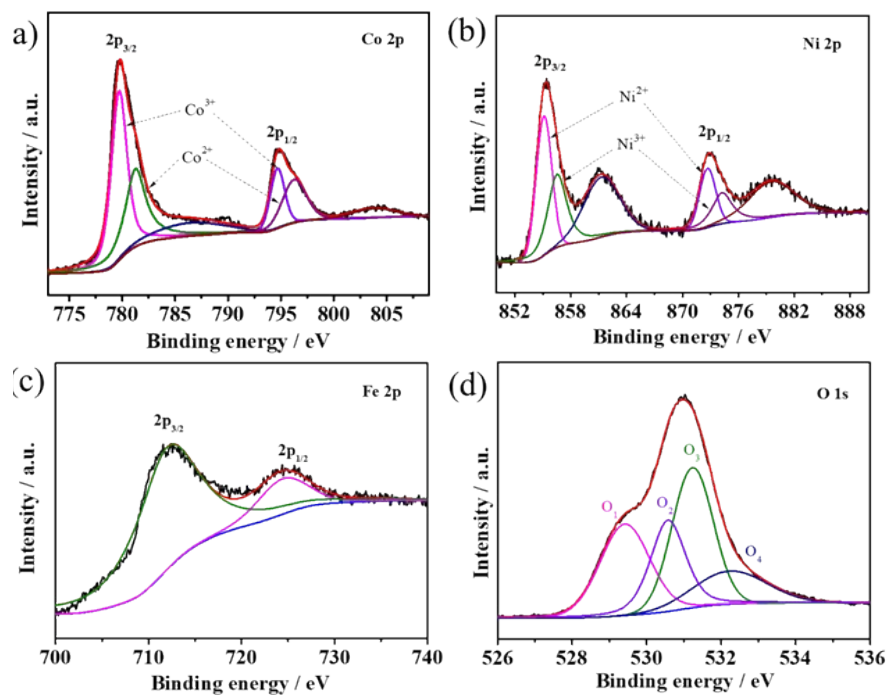 a)
Co 2p
2p3/2
Co3+
2p1/2
Co2+
Intensity / a.u.
775 780 785 790 795 800 805
Binding energy / eV
(b)
Ni 2p
2p3/2
Ni2+
2p1/2
Ni3+
Intensity / a.u.
852 858 864 870 876 882 888
Binding energy / eV
(c)
Fe 2p
2p3/2
2p1/2
Intensity / a.u.
700 710 720 730 740
Binding energy / eV
(d)
O 1s
O3
O1
O2
O4
Intensity / a.u.
526 528 530 532 534 536
Binding energy / eV